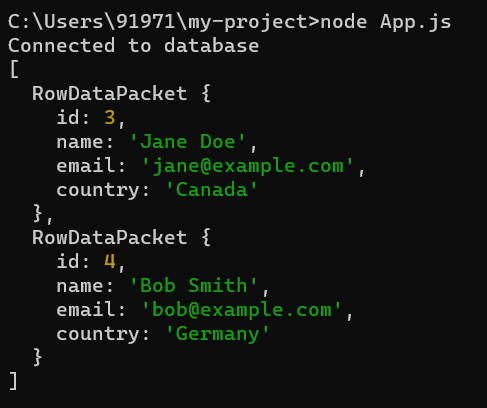 C:\Users\91971\my-project>node App.js
Connected to database
[
  RowDataPacket {
    id: 3,
    name: 'Jane Doe',
    email: 'jane@example.com',
    country: 'Canada'
  },
  RowDataPacket {
    id: 4,
    name: 'Bob Smith',
    email: 'bob@example.com',
    country: 'Germany'
  }
]